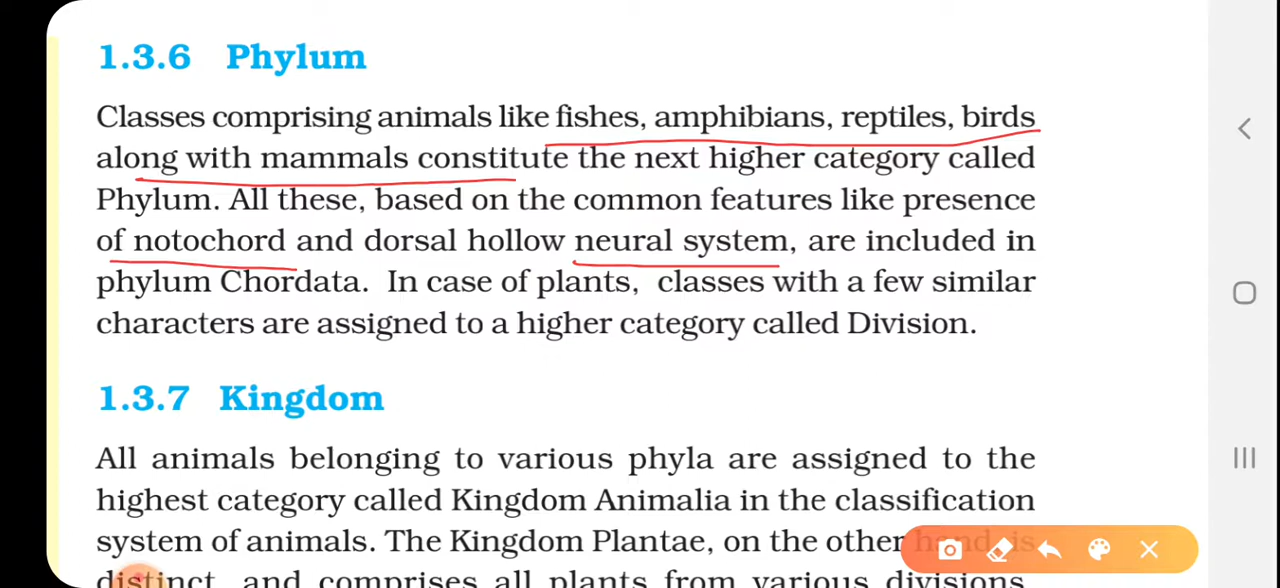 1.3.6 Phylum
Classes comprising animals like fishes, amphibians, reptiles, birds
along with mammals constitute the next higher category called
Phylum. All these, based on the common features like presence
of notochord and dorsal hollow neural system, are included in
phylum Chordata. In case of plants, classes with a few similar
characters are assigned to a higher category called Division.
1.3.7 Kingdom
All animals belonging to various phyla are assigned to the
highest category called Kingdom Animalia in the classification
system of animals. The Kingdom Plantae, on the other hand, is
distinct, and comprises all plants from various divisions.